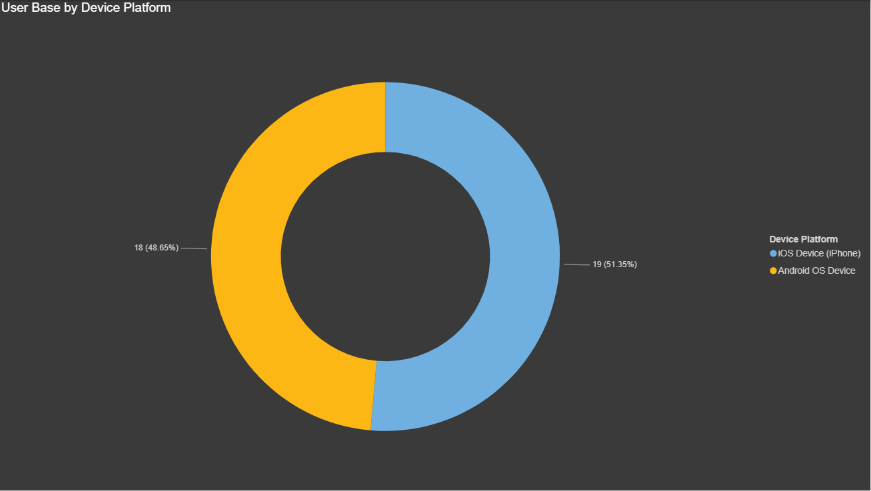 User Base by Device Platform
18 (48.65%)
19 (51.35%)
Device Platform
iOS Device (iPhone)
Android OS Device